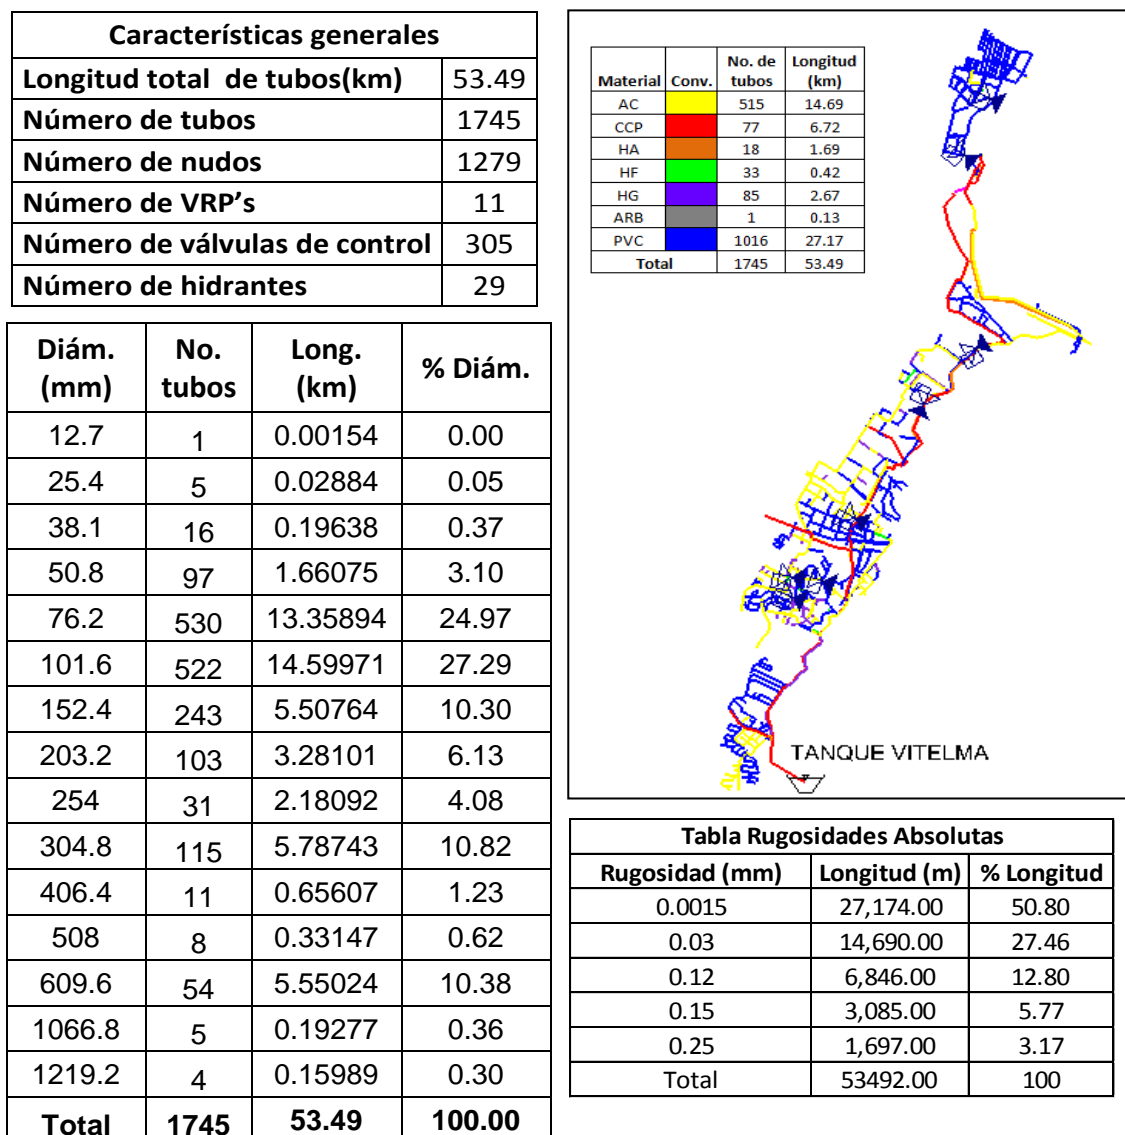 Características generales
Longitud total de tubos(km) 53.49
Número de tubos 1745
Número de nudos 1279
Número de VRP's 11
Número de válvulas de control 305
Número de hidrantes 29
Diám. (mm) No. tubos Long. (km) % Diám.
12.7 1 0.00154 0.00
25.4 5 0.02884 0.05
38.1 16 0.19638 0.37
50.8 97 1.66075 3.10
76.2 530 13.35894 24.97
101.6 522 14.59971 27.29
152.4 243 5.50764 10.30
203.2 103 3.28101 6.13
254 31 2.18092 4.08
304.8 115 5.78743 10.82
406.4 11 0.65607 1.23
508 8 0.33147 0.62
609.6 54 5.55024 10.38
1066.8 5 0.19277 0.36
1219.2 4 0.15989 0.30
Total 1745 53.49 100.00
Material Conv. No. de tubos Longitud (km)
AC 515 14.69
CCP 77 6.72
HA 18 1.69
HF 33 0.42
HG 85 2.67
ARB 1 0.13
PVC 1016 27.17
Total 1745 53.49
TANQUE VITELMA
Tabla Rugosidades Absolutas
Rugosidad (mm) Longitud (m) % Longitud
0.0015 27,174.00 50.80
0.03 14,690.00 27.46
0.12 6,846.00 12.80
0.15 3,085.00 5.77
0.25 1,697.00 3.17
Total 53492.00 100